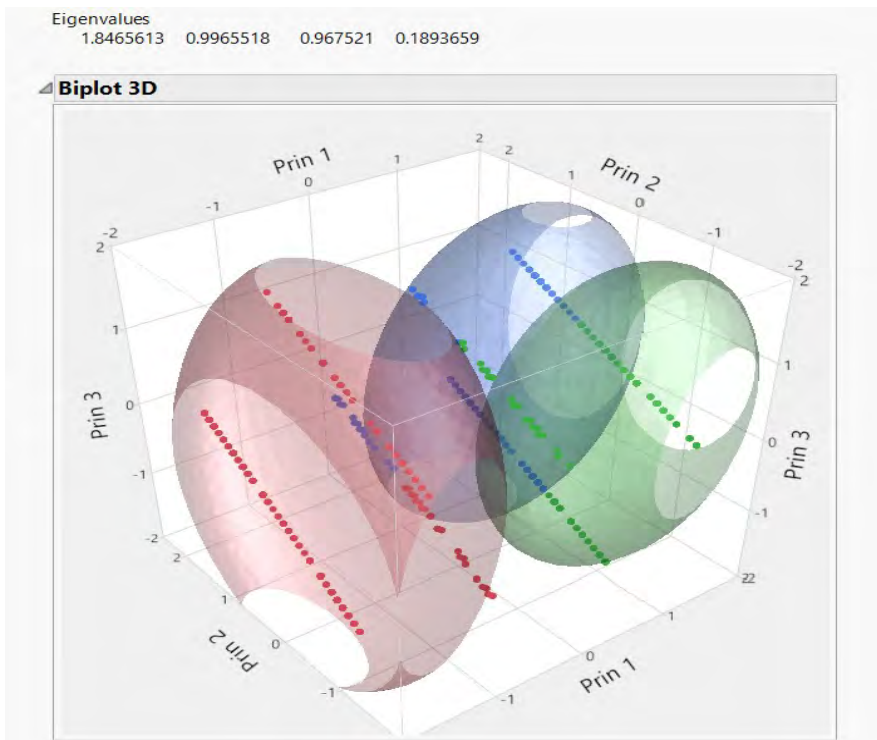 Eigenvalues
1.8465613 0.9965518 0.967521 0.1893659
Biplot 3D
Prin 1
Prin 2
2 2
1 1
0 0
-1 -1
-2 -2
2 2
1 1
0 0
Prin 3 Prin 3
-1 -1
-2
2 22
1 1
0 0
Prin 2 Prin 1
-1 -1